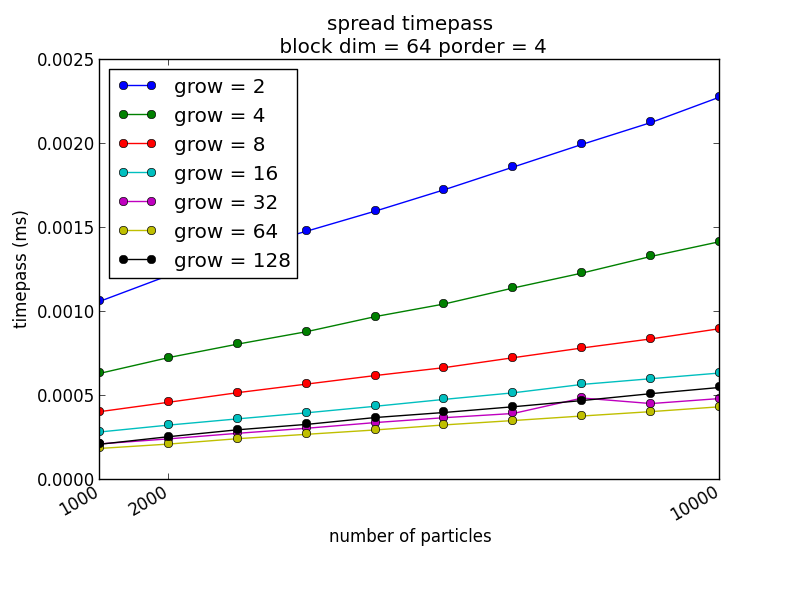 spread timepass
block dim = 64 porder = 4
0.0025
0.0020
0.0015
0.0010
0.0005
0.0000
timepass (ms)
grow = 2
grow = 4
grow = 8
grow = 16
grow = 32
grow = 64
grow = 128
1000
2000
10000
number of particles